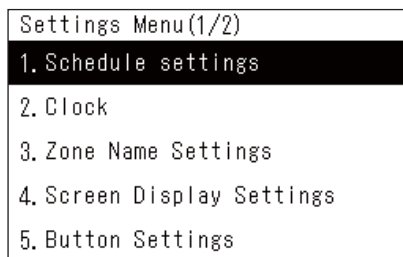 Settings Menu(1/2)
1. Schedule settings
2. Clock
3. Zone Name Settings
4. Screen Display Settings
5. Button Settings